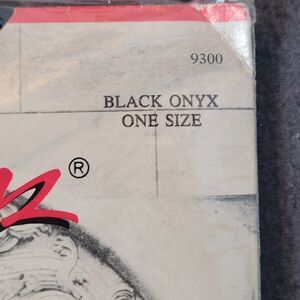 9300
BLACK ONYX
ONE SIZE
®